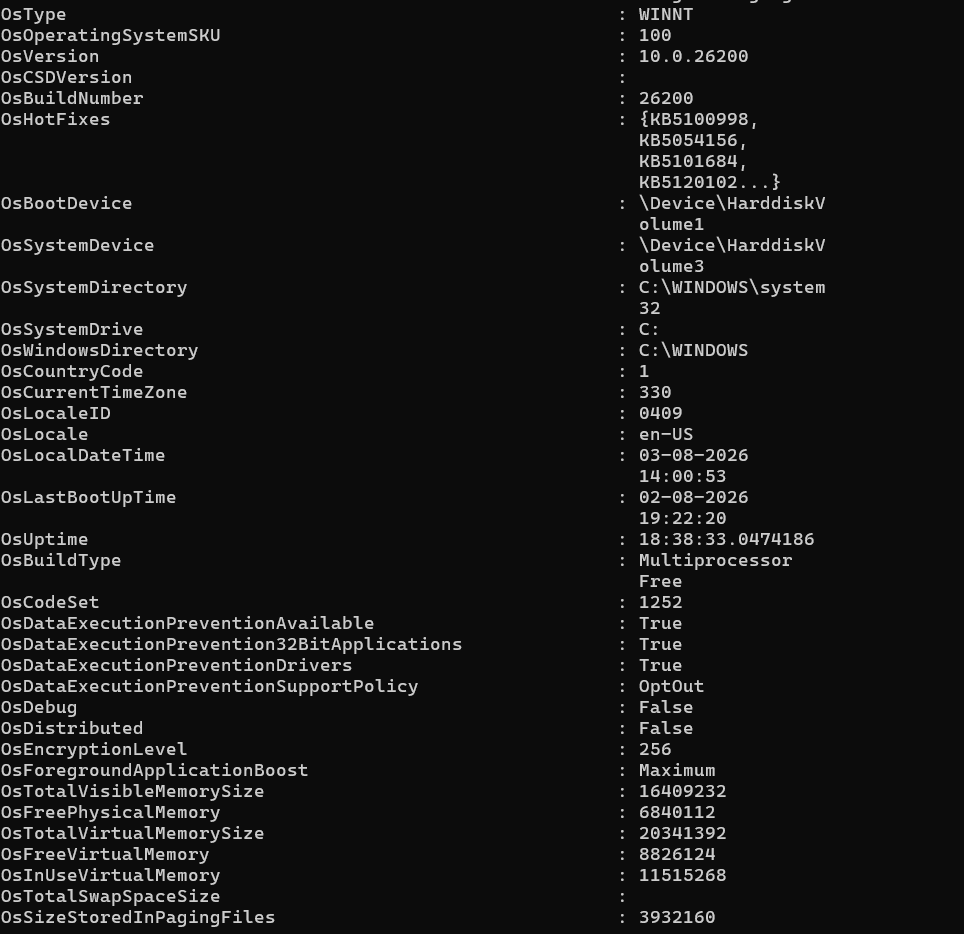 OsType : WINNT
OsOperatingSystemSKU : 100
OsVersion : 10.0.26200
OsCSDVersion :
OsBuildNumber : 26200
OsHotFixes : {KB5100998,
KB5054156,
KB5101684,
KB5120102...}
OsBootDevice : \Device\HarddiskV
olume1
OsSystemDevice : \Device\HarddiskV
olume3
OsSystemDirectory : C:\WINDOWS\system
32
OsSystemDrive : C:
OsWindowsDirectory : C:\WINDOWS
OsCountryCode : 1
OsCurrentTimeZone : 330
OsLocaleID : 0409
OsLocale : en-US
OsLocalDateTime : 03-08-2026
14:00:53
OsLastBootUpTime : 02-08-2026
19:22:20
OsUptime : 18:38:33.0474186
OsBuildType : Multiprocessor
Free
OsCodeSet : 1252
OsDataExecutionPreventionAvailable : True
OsDataExecutionPrevention32BitApplications : True
OsDataExecutionPreventionDrivers : True
OsDataExecutionPreventionSupportPolicy : OptOut
OsDebug : False
OsDistributed : False
OsEncryptionLevel : 256
OsForegroundApplicationBoost : Maximum
OsTotalVisibleMemorySize : 16409232
OsFreePhysicalMemory : 6840112
OsTotalVirtualMemorySize : 20341392
OsFreeVirtualMemory : 8826124
OsInUseVirtualMemory : 11515268
OsTotalSwapSpaceSize :
OsSizeStoredInPagingFiles : 3932160